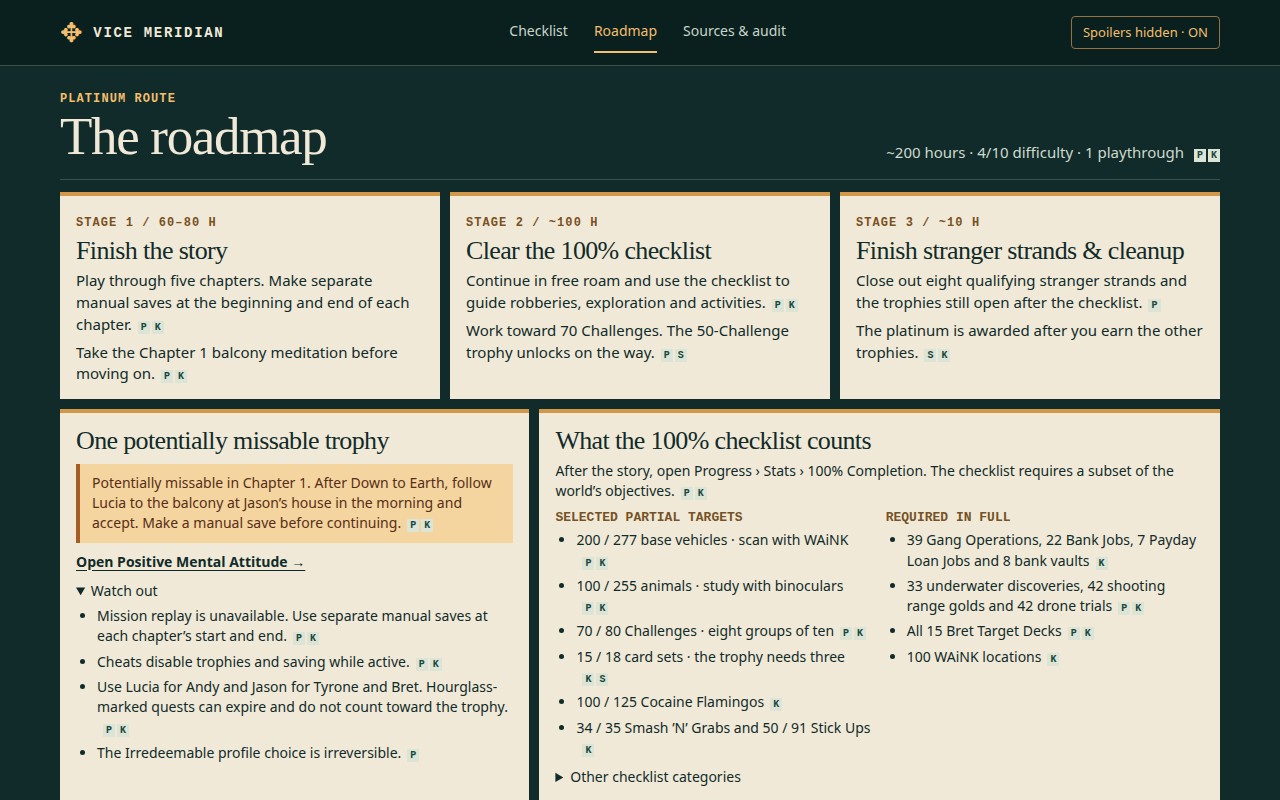 VICE MERIDIAN
Checklist
Roadmap
Sources & audit
Spoilers hidden · ON
PLATINUM ROUTE
The roadmap
~200 hours · 4/10 difficulty · 1 playthrough P K
STAGE 1 / 60–80 H
Finish the story
Play through five chapters. Make separate
manual saves at the beginning and end of each
chapter. P K
Take the Chapter 1 balcony meditation before
moving on. P K
STAGE 2 / ~100 H
Clear the 100% checklist
Continue in free roam and use the checklist to
guide robberies, exploration and activities. P K
Work toward 70 Challenges. The 50-Challenge
trophy unlocks on the way. P S
STAGE 3 / ~10 H
Finish stranger strands & cleanup
Close out eight qualifying stranger strands and
the trophies still open after the checklist. P
The platinum is awarded after you earn the other
trophies. S K
One potentially missable trophy
Potentially missable in Chapter 1. After Down to Earth, follow
Lucia to the balcony at Jason’s house in the morning and
accept. Make a manual save before continuing. P K
Open Positive Mental Attitude →
▼ Watch out
• Mission replay is unavailable. Use separate manual saves at
each chapter’s start and end. P K
• Cheats disable trophies and saving while active. P K
• Use Lucia for Andy and Jason for Tyrone and Bret. Hourglass-
marked quests can expire and do not count toward the trophy.
P K
• The Irredeemable profile choice is irreversible. P
What the 100% checklist counts
After the story, open Progress › Stats › 100% Completion. The checklist requires a subset of the
world’s objectives. P K
SELECTED PARTIAL TARGETS
• 200 / 277 base vehicles · scan with WAiNK
P K
• 100 / 255 animals · study with binoculars
P K
• 70 / 80 Challenges · eight groups of ten P K
• 15 / 18 card sets · the trophy needs three
K S
• 100 / 125 Cocaine Flamingos K
• 34 / 35 Smash ’N’ Grabs and 50 / 91 Stick Ups
K
REQUIRED IN FULL
• 39 Gang Operations, 22 Bank Jobs, 7 Payday
Loan Jobs and 8 bank vaults K
• 33 underwater discoveries, 42 shooting
range golds and 42 drone trials P K
• All 15 Bret Target Decks P K
• 100 WAiNK locations K
▶ Other checklist categories